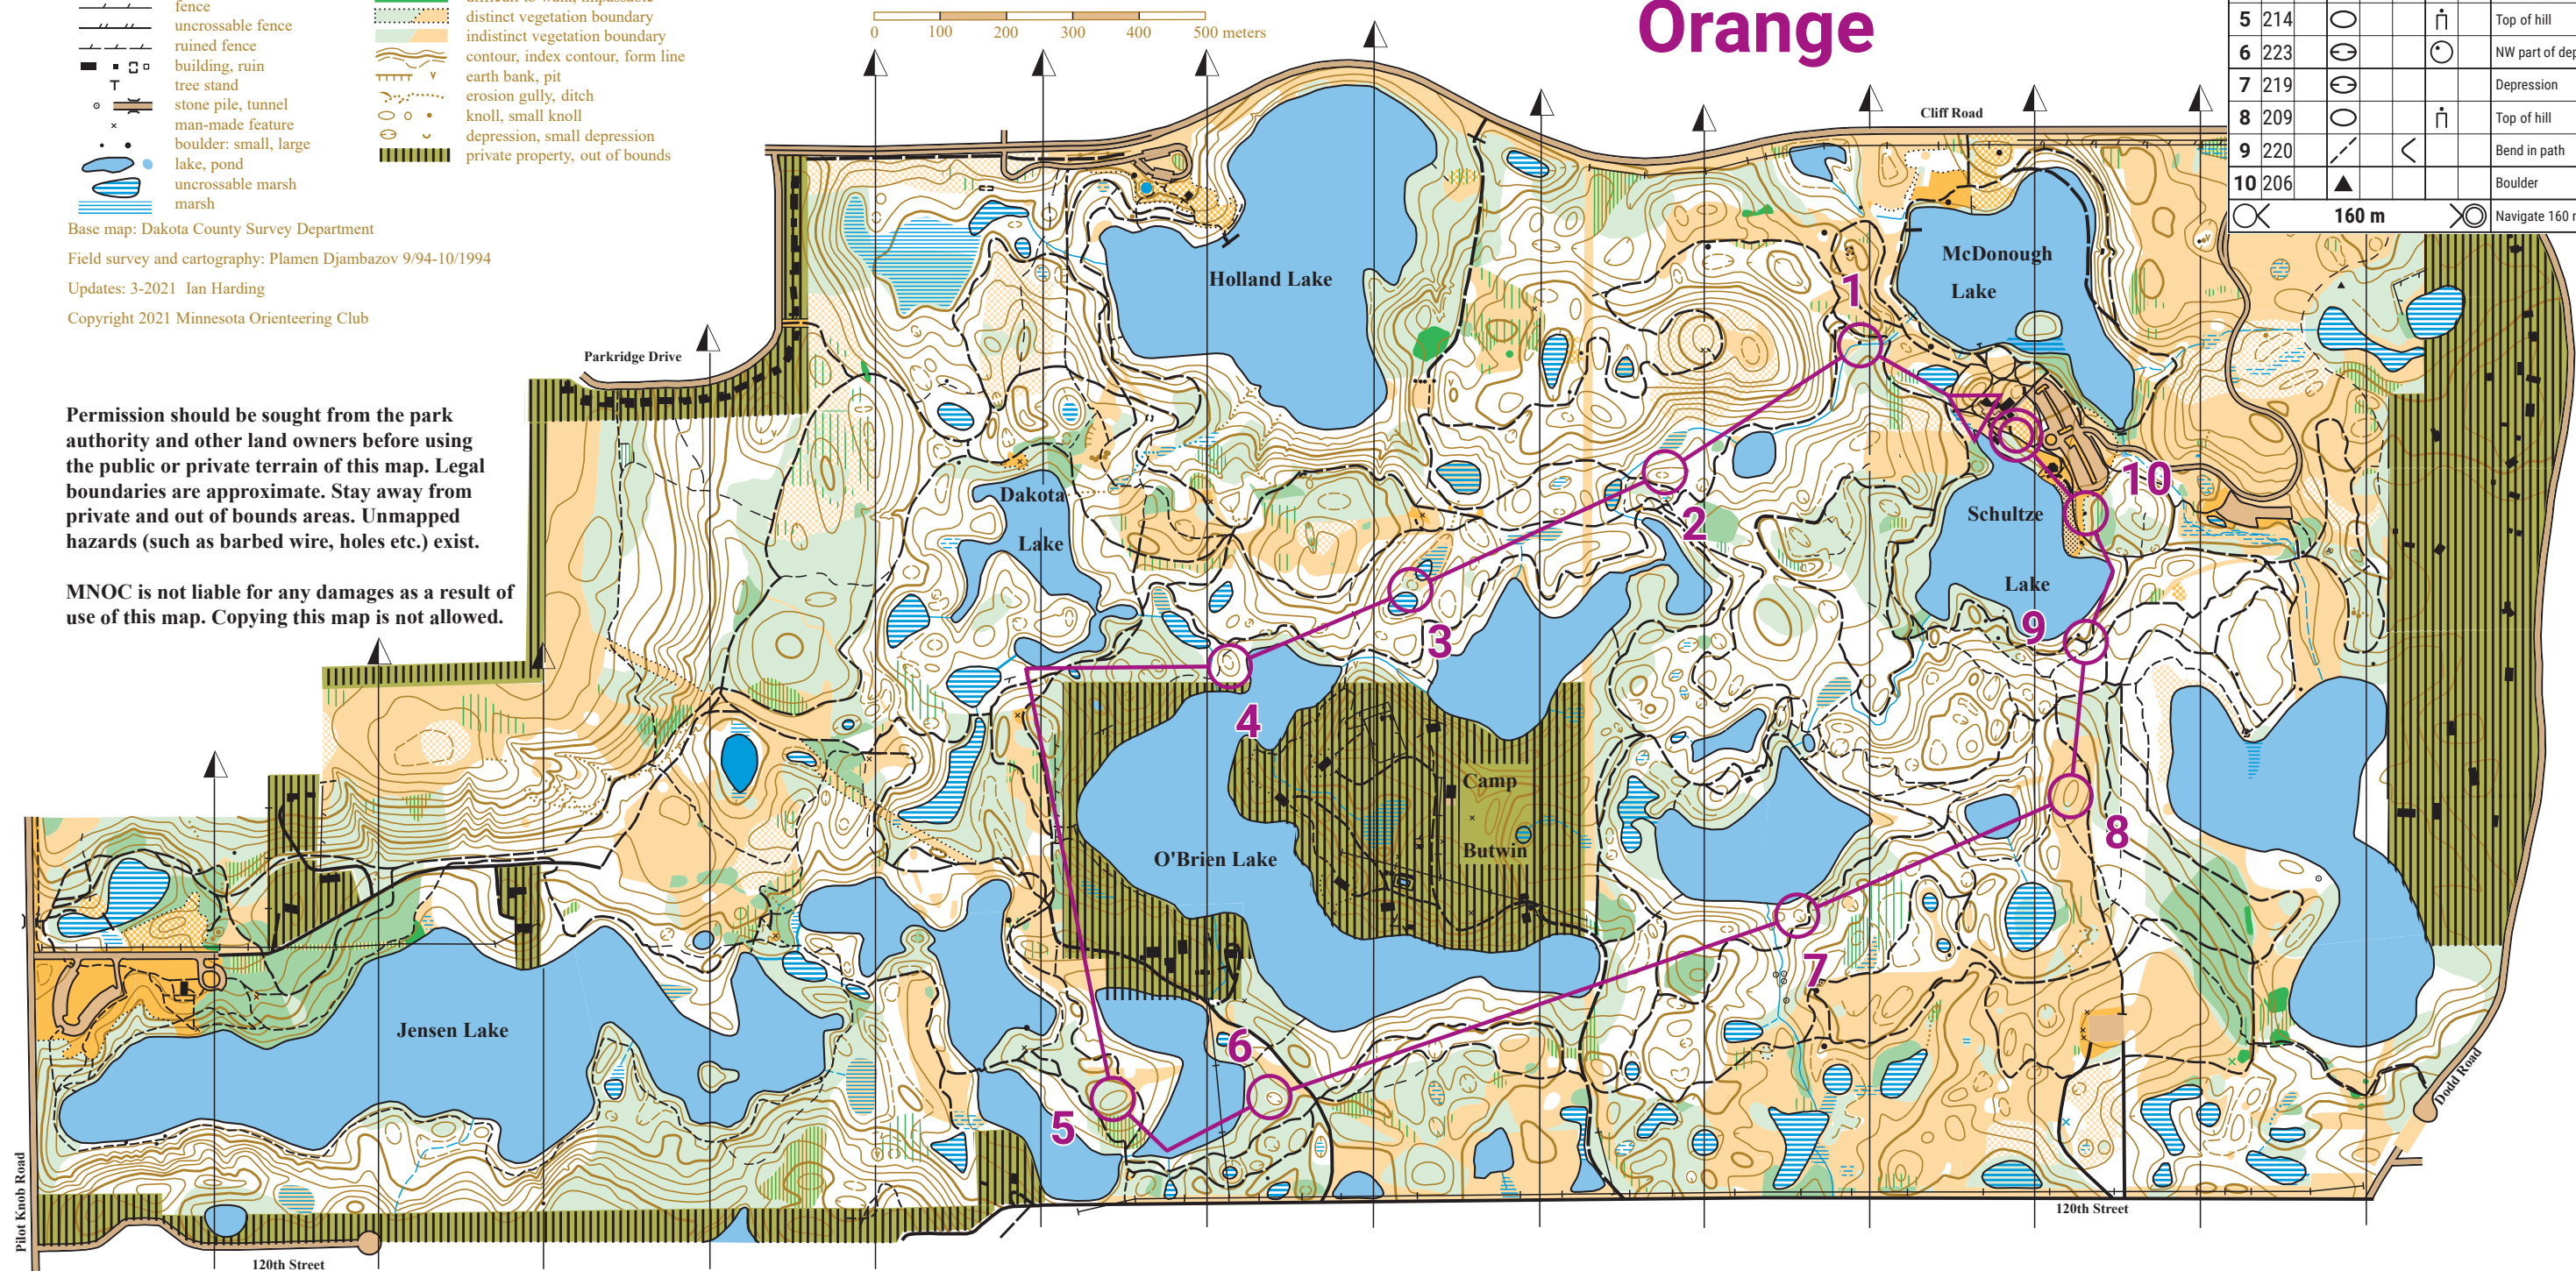 fence
uncrossable fence
ruined fence
building, ruin
tree stand
stone pile, tunnel
man-made feature
boulder: small, large
lake, pond
uncrossable marsh
marsh
distinct vegetation boundary
indistinct vegetation boundary
contour, index contour, form line
earth bank, pit
erosion gully, ditch
knoll, small knoll
depression, small depression
private property, out of bounds
Base map: Dakota County Survey Department
Field survey and cartography: Plamen Djambazov 9/94-10/1994
Updates: 3-2021 Ian Harding
Copyright 2021 Minnesota Orienteering Club
Permission should be sought from the park
authority and other land owners before using
the public or private terrain of this map. Legal
boundaries are approximate. Stay away from
private and out of bounds areas. Unmapped
hazards (such as barbed wire, holes etc.) exist.
MNOC is not liable for any damages as a result of
use of this map. Copying this map is not allowed.
0 100 200 300 400 500 meters
Orange
5 214 Top of hill
6 223 NW part of
7 219 Depression
8 209 Top of hill
9 220 Bend in path
10 206 Boulder
160 m Navigate 160
Cliff Road
Parkridge Drive
Holland Lake
McDonough
Lake
1
Dakota
Lake
2
10
Schultze
Lake
3
9
4
Camp
Butwin
O'Brien Lake
8
7
Jensen Lake
6
5
Dodd Road
Pilot Knob Road
120th Street
120th Street